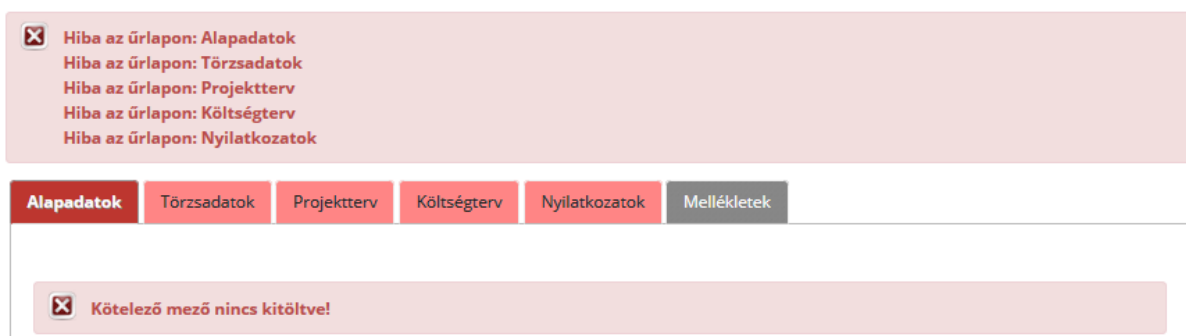 Hiba az űrlapon: Alapadatok
Hiba az űrlapon: Törzsadatok
Hiba az űrlapon: Projektterv
Hiba az űrlapon: Költségterv
Hiba az űrlapon: Nyilatkozatok
Alapadatok Törzsadatok Projektterv Költségterv Nyilatkozatok Mellékletek
Kötelező mező nincs kitöltve!